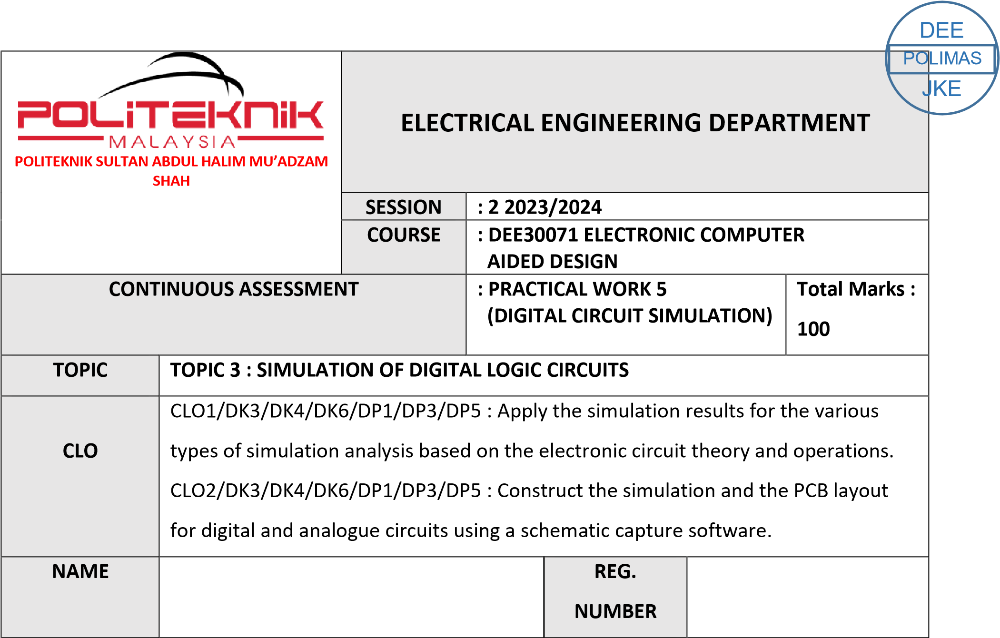 DEE
POLIMAS
JKE
POLITEKNIK
MALAYSIA
POLITEKNIK SULTAN ABDUL HALIM MU’ADZAM
SHAH
ELECTRICAL ENGINEERING DEPARTMENT
SESSION : 2 2023/2024
COURSE : DEE30071 ELECTRONIC COMPUTER
AIDED DESIGN
CONTINUOUS ASSESSMENT : PRACTICAL WORK 5
(DIGITAL CIRCUIT SIMULATION)
Total Marks :
100
TOPIC TOPIC 3 : SIMULATION OF DIGITAL LOGIC CIRCUITS
CLO
CLO1/DK3/DK4/DK6/DP1/DP3/DP5 : Apply the simulation results for the various
types of simulation analysis based on the electronic circuit theory and operations.
CLO2/DK3/DK4/DK6/DP1/DP3/DP5 : Construct the simulation and the PCB layout
for digital and analogue circuits using a schematic capture software.
NAME
REG.
NUMBER